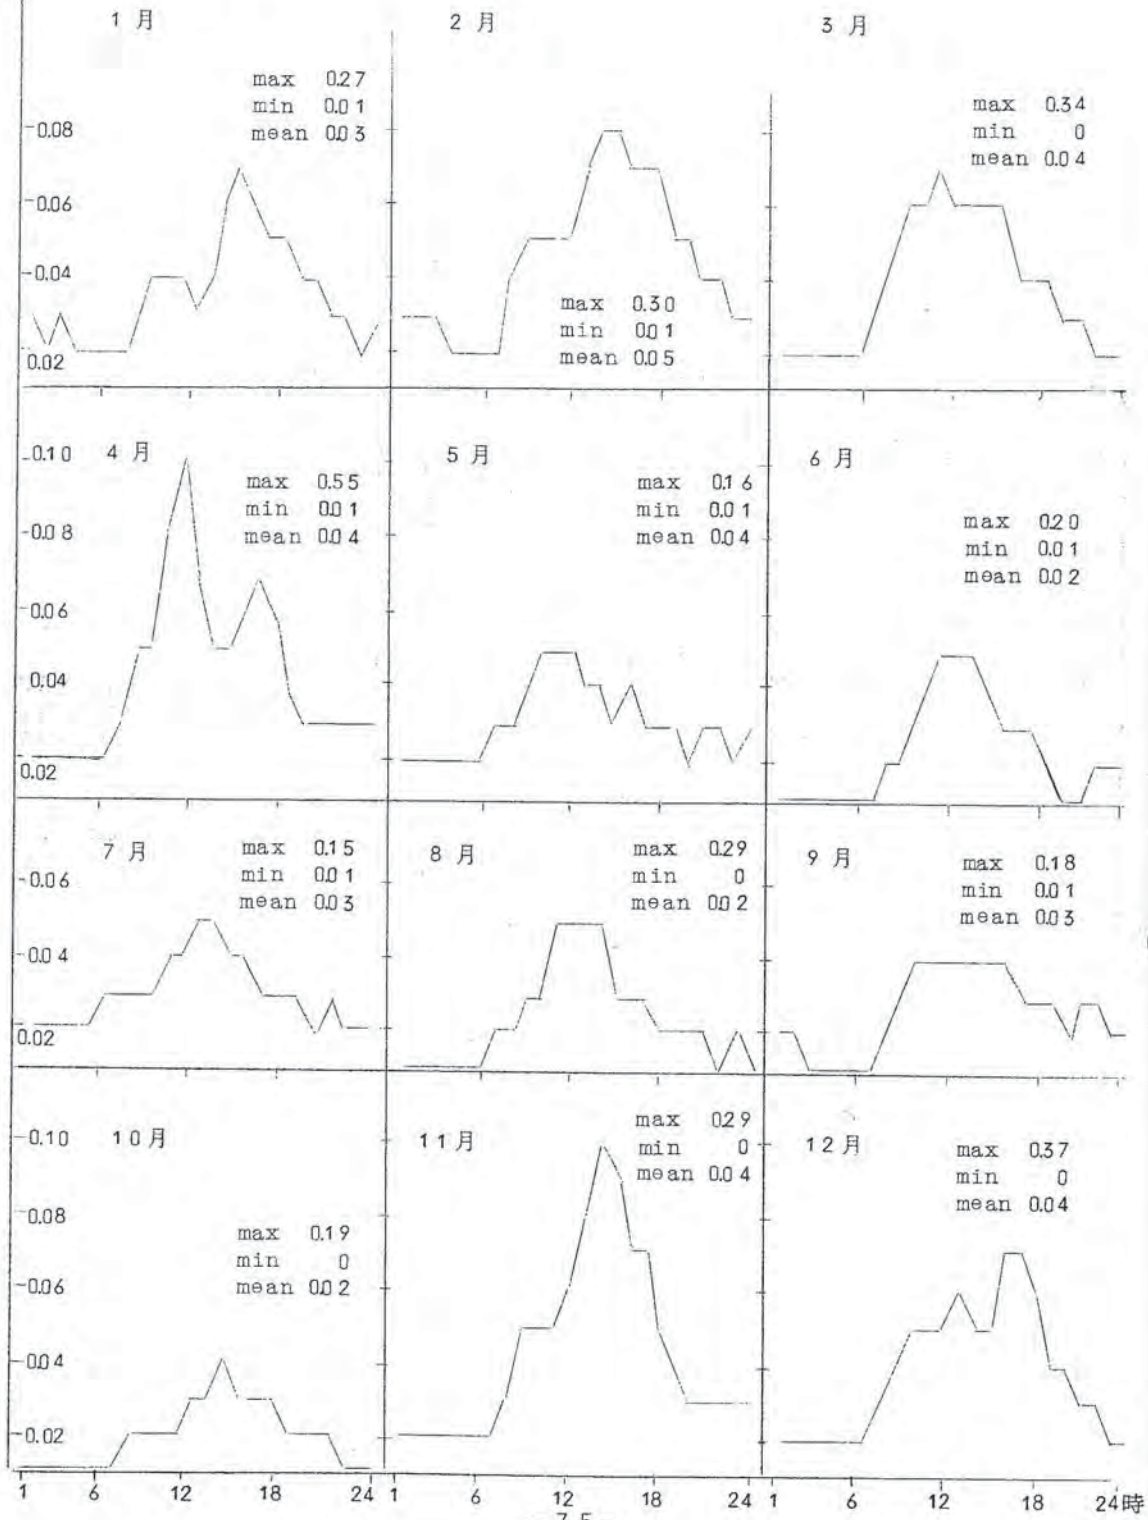 1月
max 0.27
min 0.01
mean 0.03
0.08
0.06
0.04
0.02
2月
max 0.30
min 0.01
mean 0.05
3月
max 0.34
min 0
mean 0.04
4月
max 0.55
min 0.01
mean 0.04
0.10
0.08
0.06
0.04
0.02
5月
max 0.16
min 0.01
mean 0.04
6月
max 0.20
min 0.01
mean 0.02
7月
max 0.15
min 0.01
mean 0.03
0.06
0.04
0.02
8月
max 0.29
min 0
mean 0.02
9月
max 0.18
min 0.01
mean 0.03
10月
max 0.19
min 0
mean 0.02
0.10
0.08
0.06
0.04
0.02
11月
max 0.29
min 0
mean 0.04
12月
max 0.37
min 0
mean 0.04
1 6 12 18 24 1 6 12 18 24 1 6 12 18 24時